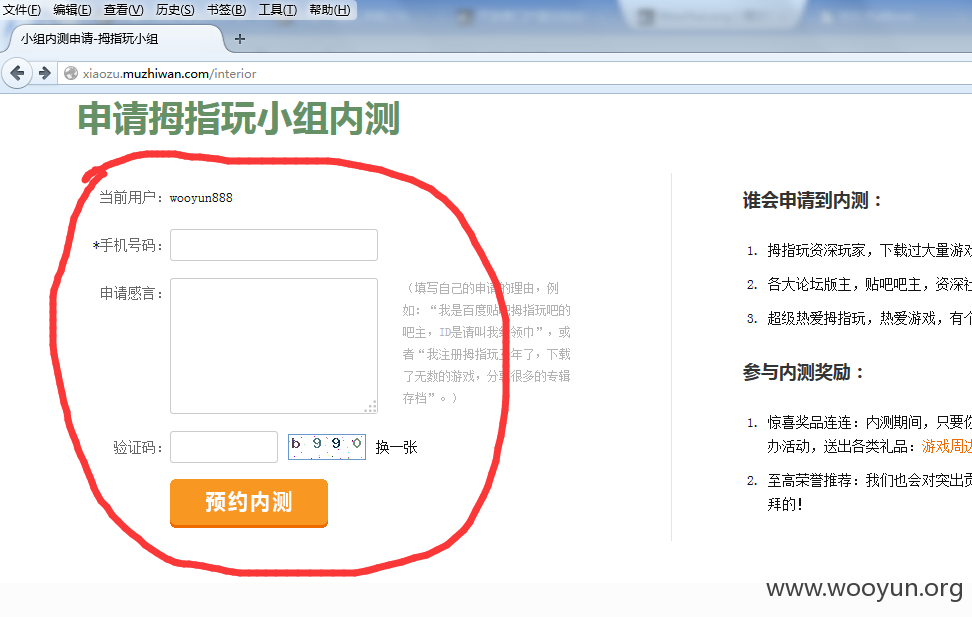 文件(F) 编辑(E) 查看(V) 历史(S) 书签(B) 工具(T) 帮助(H)
小组内测申请-拇指玩小组
xiaozu.muzhiwan.com/interior
申请拇指玩小组内测
当前用户：wooyun888
*手机号码：
申请感言：
（填写自己的申请的理由，例
如：“我是百度贴吧拇指玩吧的
吧主，ID是请叫我红领巾”，或
者“我注册拇指玩三年了，下载
了无数的游戏，分享很多的专辑
存档”。）
验证码：
b990
换一张
预约内测
谁会申请到内测：
1. 拇指玩资深玩家，下载过大量游戏
2. 各大论坛版主，贴吧吧主，资深社
3. 超级热爱拇指玩，热爱游戏，有个
参与内测奖励：
1. 惊喜奖品连连：内测期间，只要你
办活动，送出各类礼品：游戏周边
2. 至高荣誉推荐：我们也会对突出贡
拜的！
www.wooyun.org